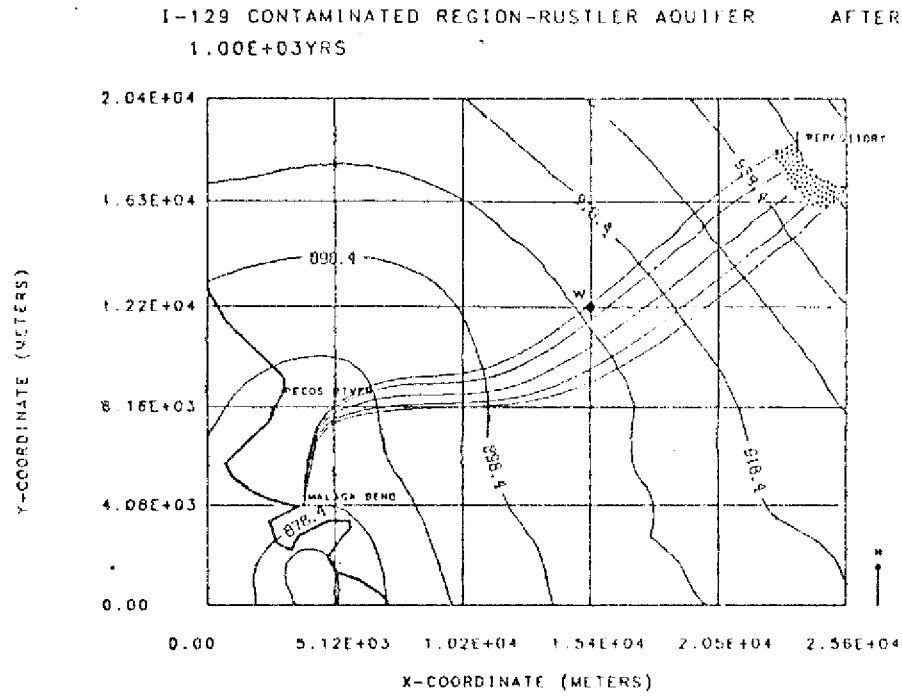 I-129 CONTAMINATED REGION-RUSTLER AQUIFER AFTER
1.00E+03YRS
2.04E+04
REPOSITORY
1.63E+04
898.4
W
1.22E+04
PECOS RIVER
8.16E+03
898.4
918.4
MALAGA BEND
4.08E+03
878.4
0.00
0.00 5.12E+03 1.02E+04 1.54E+04 2.05E+04 2.56E+04
X-COORDINATE (METERS)
Y-COORDINATE (METERS)